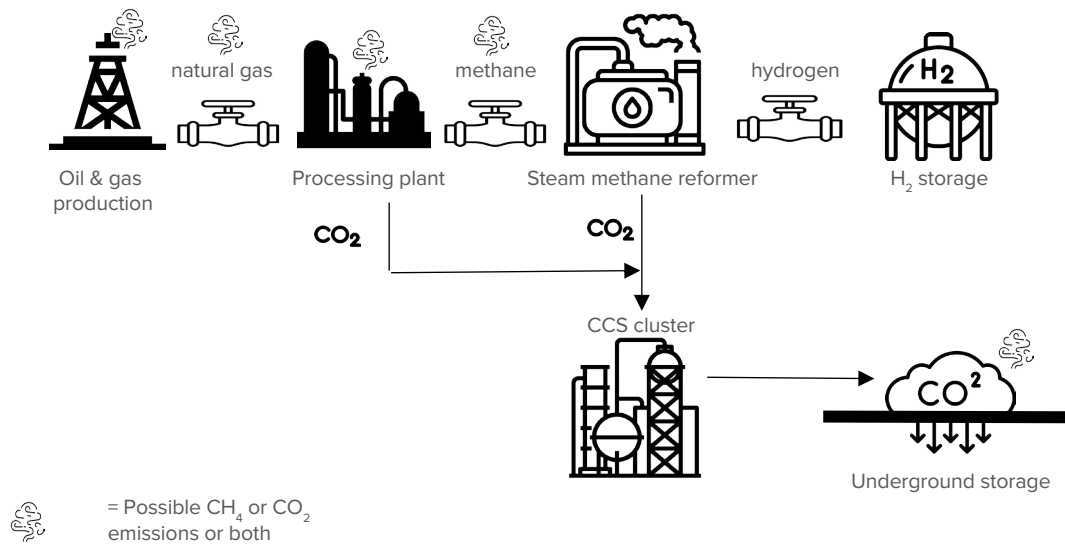 natural gas
methane
hydrogen
H2
Oil & gas
production
Processing plant
Steam methane reformer
H₂ storage
CO₂
CO₂
CCS cluster
CO²
Underground storage
= Possible CH₄ or CO₂
emissions or both